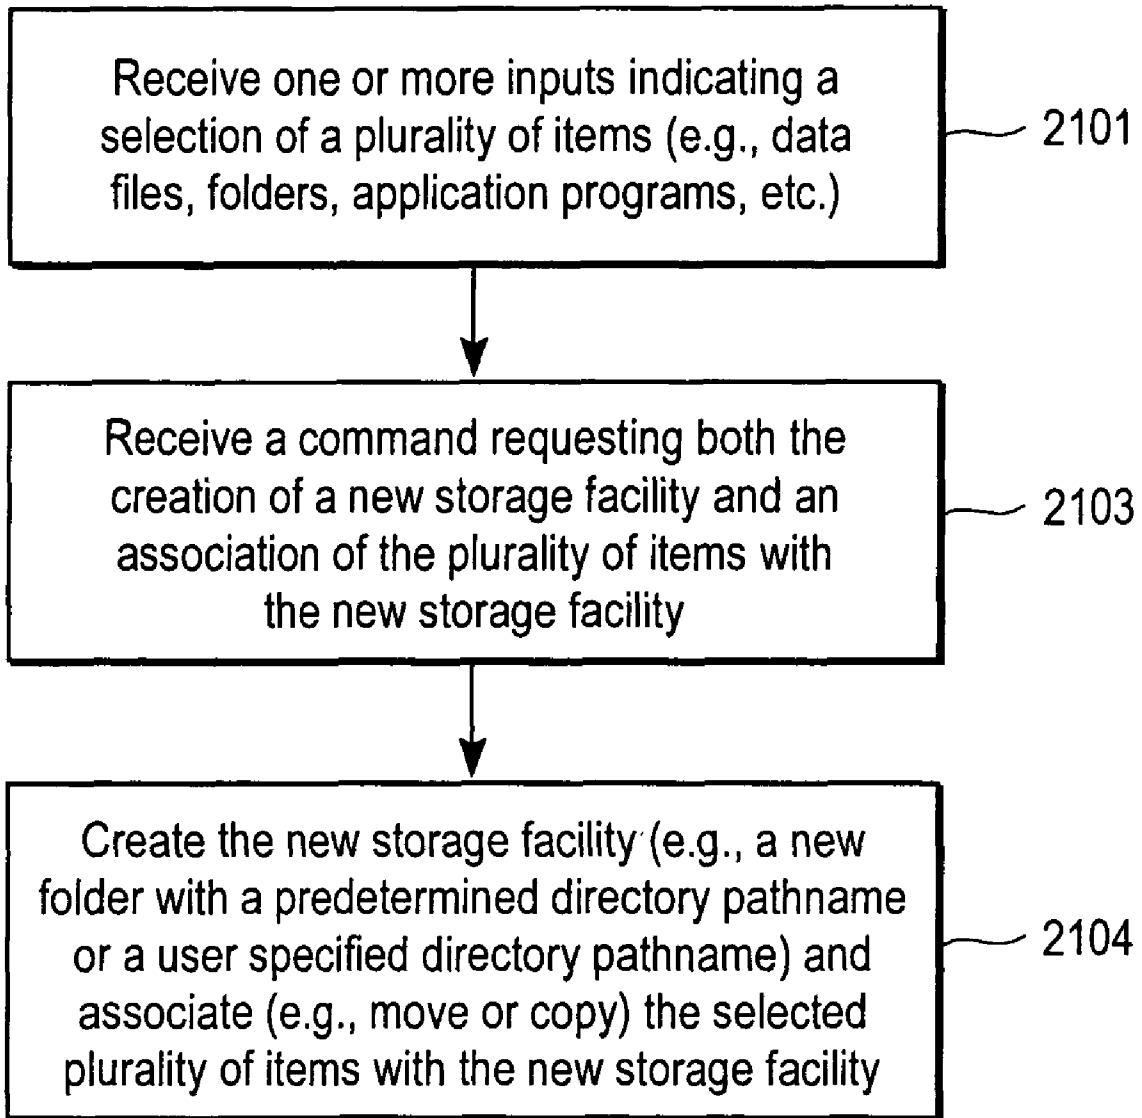 Receive one or more inputs indicating a
selection of a plurality of items (e.g., data
files, folders, application programs, etc.)
2101
Receive a command requesting both the
creation of a new storage facility and an
association of the plurality of items with
the new storage facility
2103
Create the new storage facility (e.g., a new
folder with a predetermined directory pathname
or a user specified directory pathname) and
associate (e.g., move or copy) the selected
plurality of items with the new storage facility
2104